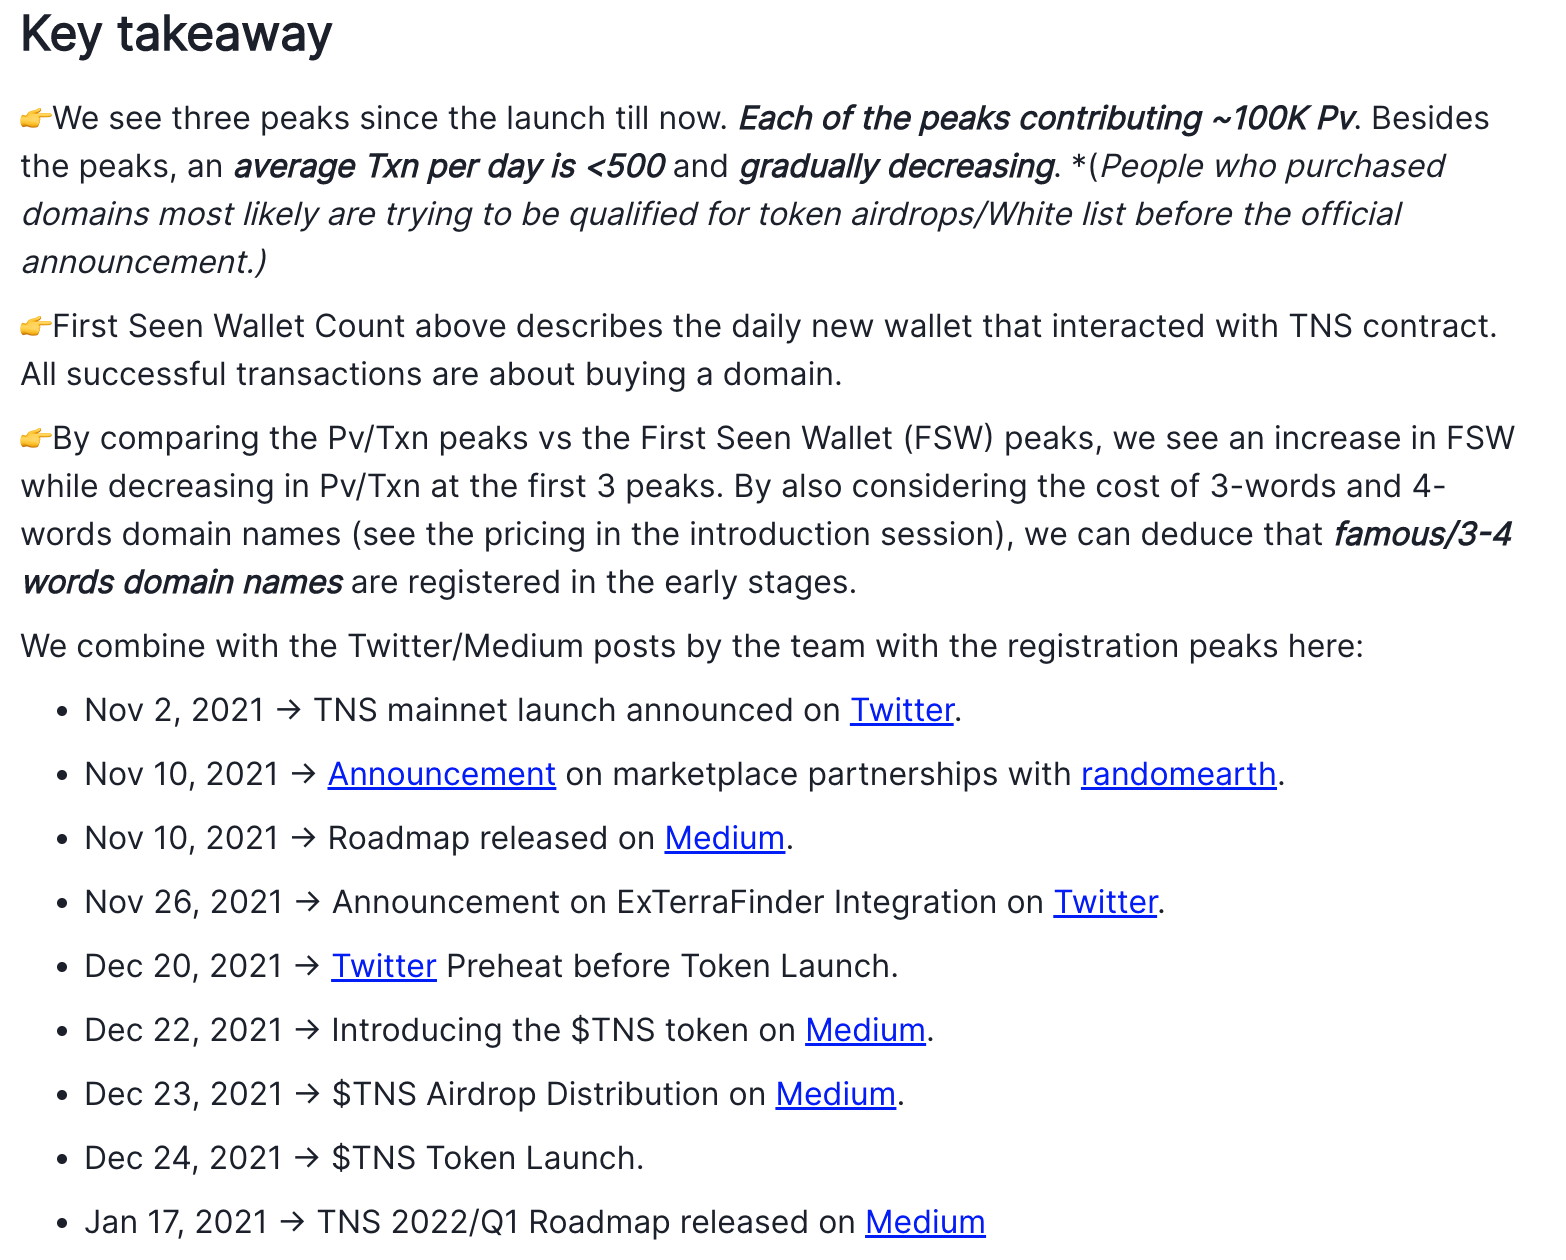 Key takeaway
👉We see three peaks since the launch till now. Each of the peaks contributing ~100K Pv. Besides
the peaks, an average Txn per day is <500 and gradually decreasing. *(People who purchased
domains most likely are trying to be qualified for token airdrops/White list before the official
announcement.)
👉First Seen Wallet Count above describes the daily new wallet that interacted with TNS contract.
All successful transactions are about buying a domain.
👉By comparing the Pv/Txn peaks vs the First Seen Wallet (FSW) peaks, we see an increase in FSW
while decreasing in Pv/Txn at the first 3 peaks. By also considering the cost of 3-words and 4-
words domain names (see the pricing in the introduction session), we can deduce that famous/3-4
words domain names are registered in the early stages.
We combine with the Twitter/Medium posts by the team with the registration peaks here:
• Nov 2, 2021 → TNS mainnet launch announced on Twitter.
• Nov 10, 2021 → Announcement on marketplace partnerships with randomearth.
• Nov 10, 2021 → Roadmap released on Medium.
• Nov 26, 2021 → Announcement on ExTerraFinder Integration on Twitter.
• Dec 20, 2021 → Twitter Preheat before Token Launch.
• Dec 22, 2021 → Introducing the $TNS token on Medium.
• Dec 23, 2021 → $TNS Airdrop Distribution on Medium.
• Dec 24, 2021 → $TNS Token Launch.
• Jan 17, 2021 → TNS 2022/Q1 Roadmap released on Medium